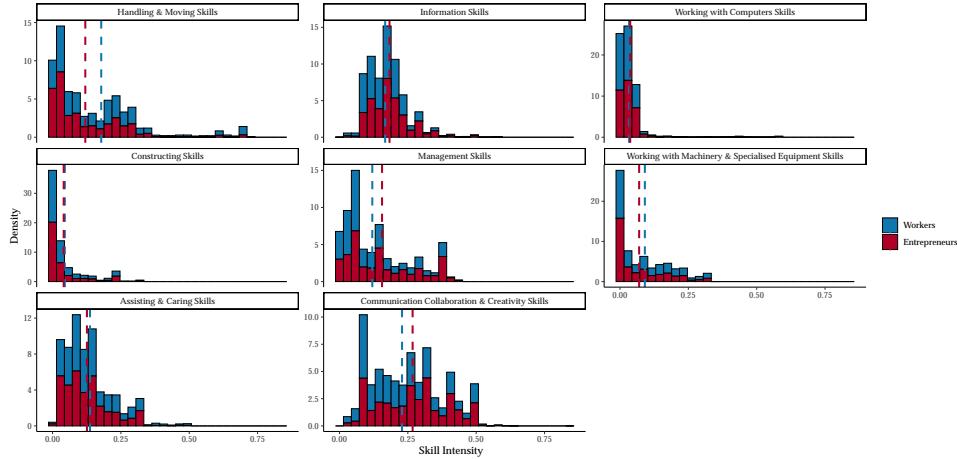 Handling & Moving Skills
Information Skills
Working with Computers Skills
15
10
5
0
15
10
5
0
20
10
0
Constructing Skills
Management Skills
Working with Machinery & Specialised Equipment Skills
30
20
10
0
15
10
5
0
20
10
0
0.00 0.25 0.50 0.75
Assisting & Caring Skills
Communication Collaboration & Creativity Skills
12
8
4
0
10.0
7.5
5.0
2.5
0.0
0.00 0.25 0.50 0.75
0.00 0.25 0.50 0.75
Skill Intensity
Density
Workers
Entrepreneurs